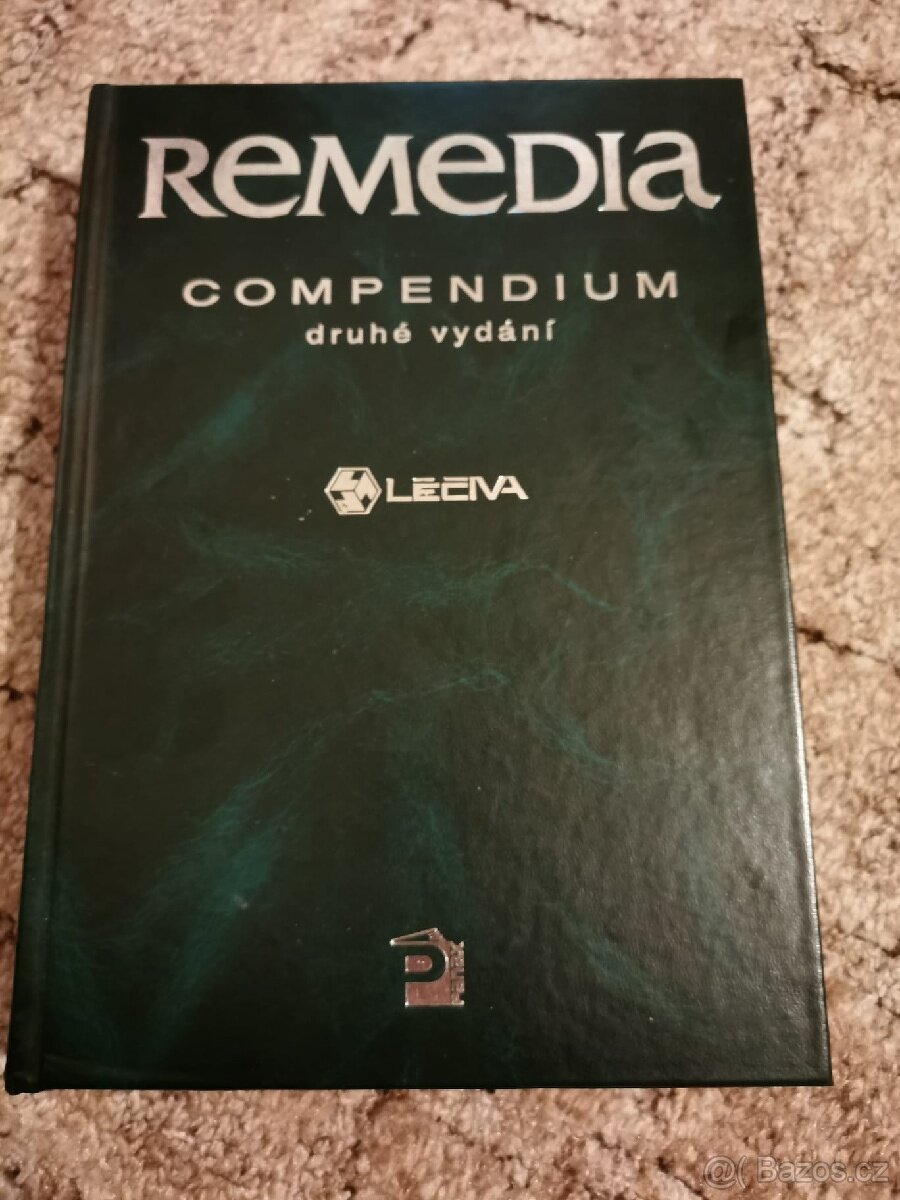 ReMeDIa
COMPENDIUM
druhé vydání
LÉČIVA
P
Bazos.cz